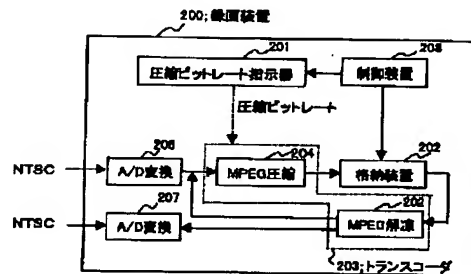 200;録画装置
201
208
圧縮ビットレート指示器
制御装置
圧縮ビットレート
206
204
202
NTSC
A/D変換
MPEG圧縮
格納装置
202
NTSC
207
A/D変換
MPED解凍
203;トランスコーダ